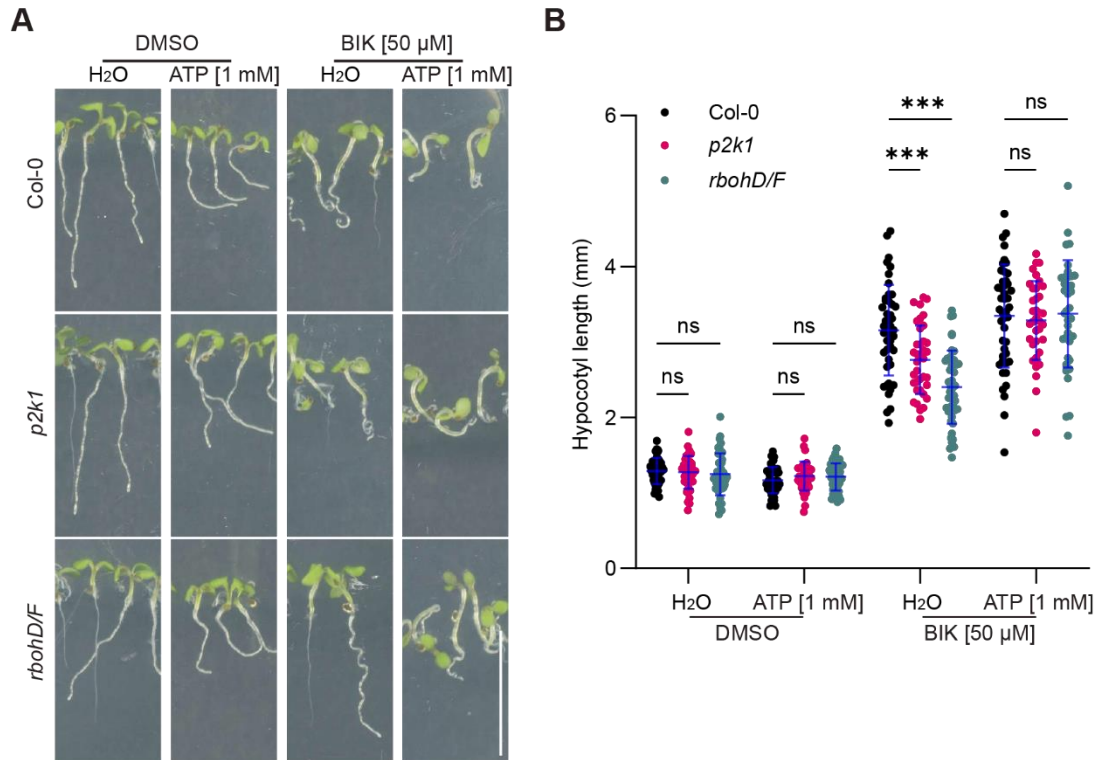 A
DMSO
BIK [50 µM]
H2O
ATP [1 mM]
H2O
ATP [1 mM]
Col-0
p2k1
rbohD/F
B
Hypocotyl length (mm)
6
4
2
0
Col-0
p2k1
rbohD/F
ns
ns
ns
ns
***
***
ns
ns
H2O
ATP [1 mM]
H2O
ATP [1 mM]
DMSO
BIK [50 µM]